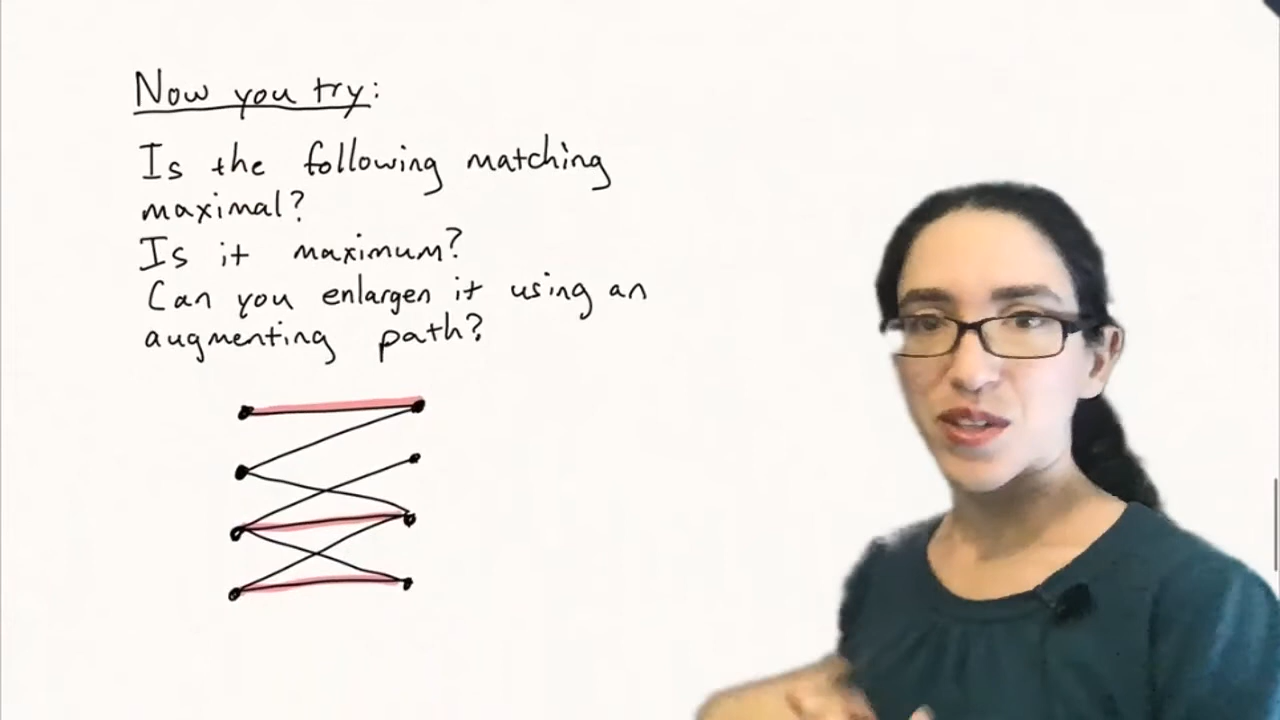 Now you try:
Is the following matching
maximal?
Is it maximum?
Can you enlargen it using an
augmenting path?